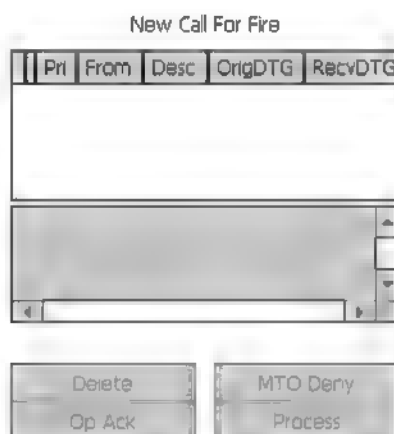 New Call For Fire
Pri From Desc OrigDTG RecvDTG
Delete MTO Deny
Op Ack Process